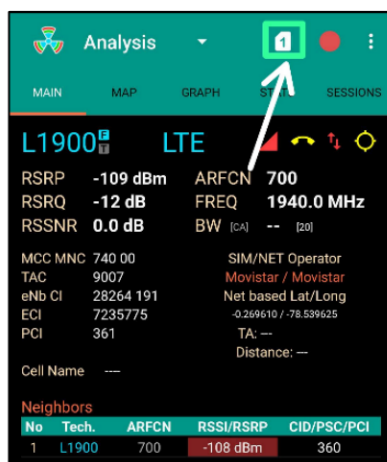 Analysis
1
MAIN MAP GRAPH SESSIONS
L1900 F T LTE
RSRP -109 dBm ARFCN 700
RSRQ -12 dB FREQ 1940.0 MHz
RSSNR 0.0 dB BW [CA] -- [20]
MCC MNC 740 00 SIM/NET Operator
TAC 9007 Movistar / Movistar
eNb CI 28264 191 Net based Lat/Long
ECI 7235775 -0.269610 / -78.539625
PCI 361 TA: ---
Distance: ---
Cell Name ----
Neighbors
No Tech. ARFCN RSSI/RSRP CID/PSC/PCI
1 L1900 700 -108 dBm 360